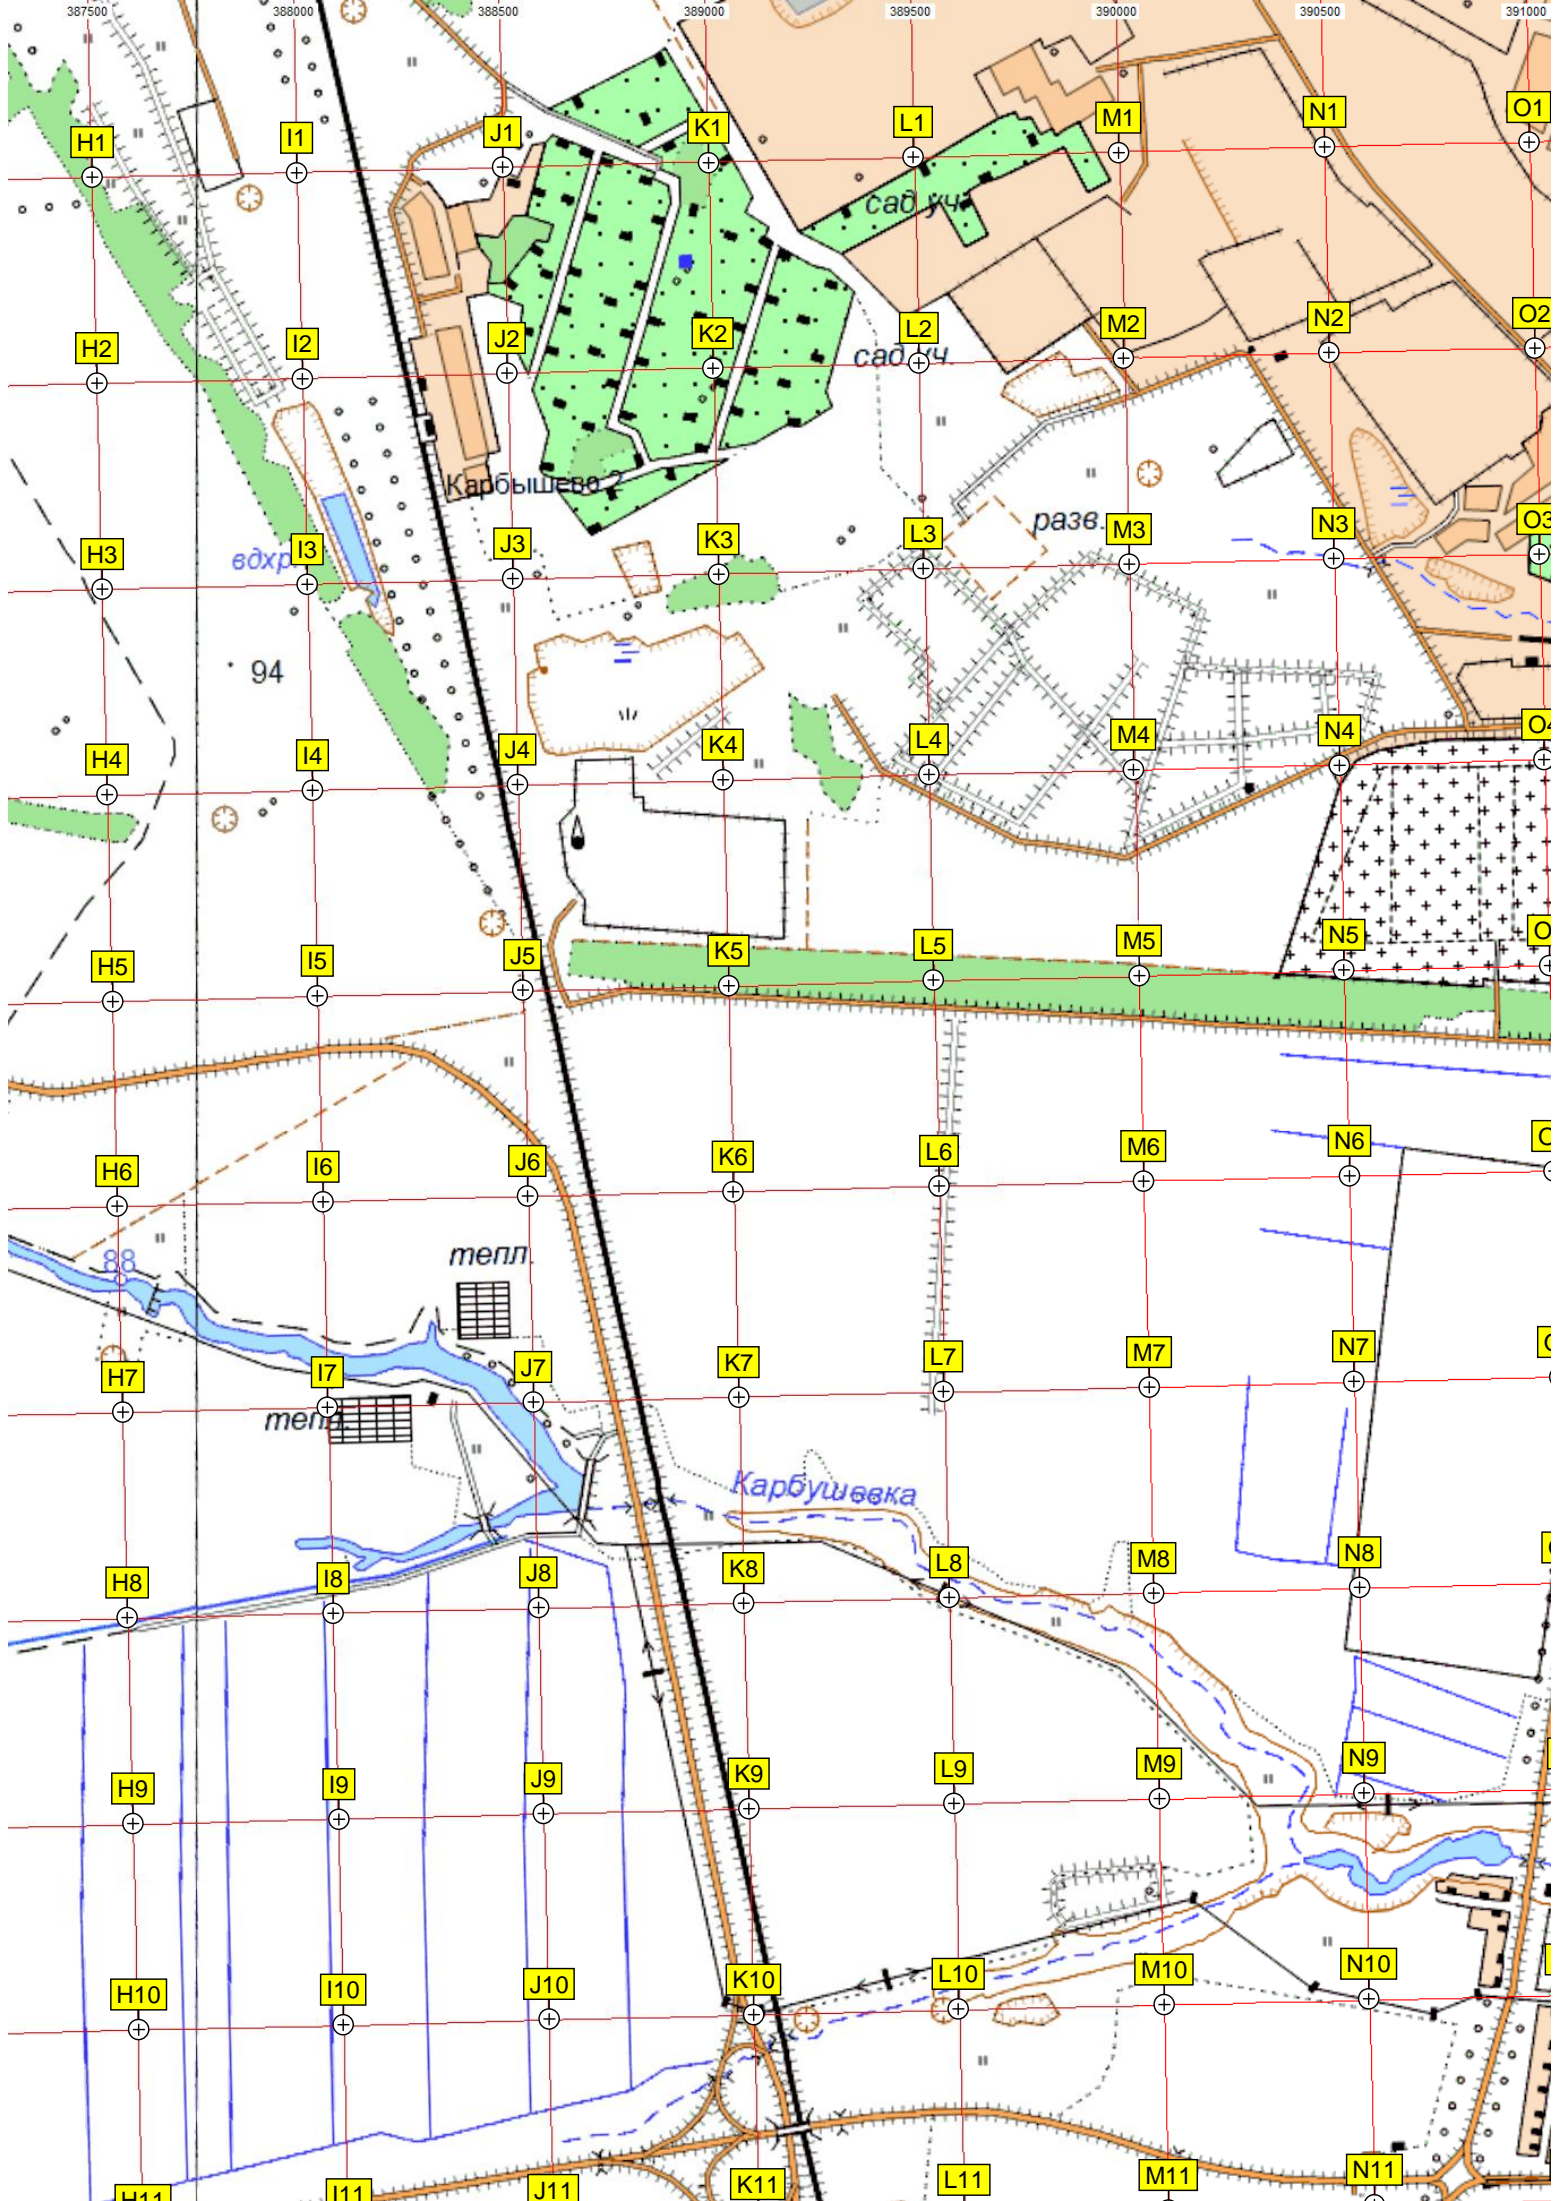 387500 388000 388500 389000 389500 390000 390500 391000
H1 I1 J1 K1 L1 M1 N1 O1
сад. уч.
H2 I2 J2 K2 L2 M2 N2 O2
сад. уч.
Карбышево 2
разв.
вдхр.
H3 I3 J3 K3 L3 M3 N3 O3
94
H4 I4 J4 K4 L4 M4 N4 O4
H5 I5 J5 K5 L5 M5 N5
H6 I6 J6 K6 L6 M6 N6
88
8
тепл.
H7 I7 J7 K7 L7 M7 N7
тепл.
Карбушевка
H8 I8 J8 K8 L8 M8 N8
H9 I9 J9 K9 L9 M9 N9
H10 I10 J10 K10 L10 M10 N10
H11 I11 J11 K11 L11 M11 N11